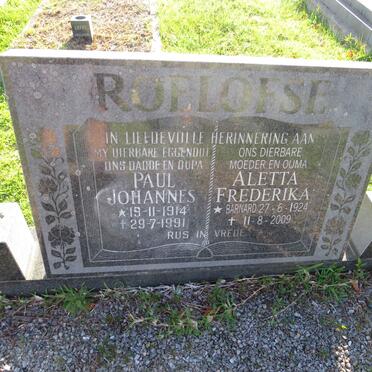 ROELOFSE
IN LIEFDEVOLLE HERINNERING AAN
MY DIERBARE EGGENOOT
ONS DADDE EN OUPA
PAUL
JOHANNES
*19-11-1914
✝29-7-1991
ONS DIERBARE
MOEDER EN OUMA
ALETTA
FREDERIKA
*BARNARD 27-6-1924
✝11-8-2009
RUS IN VREDE